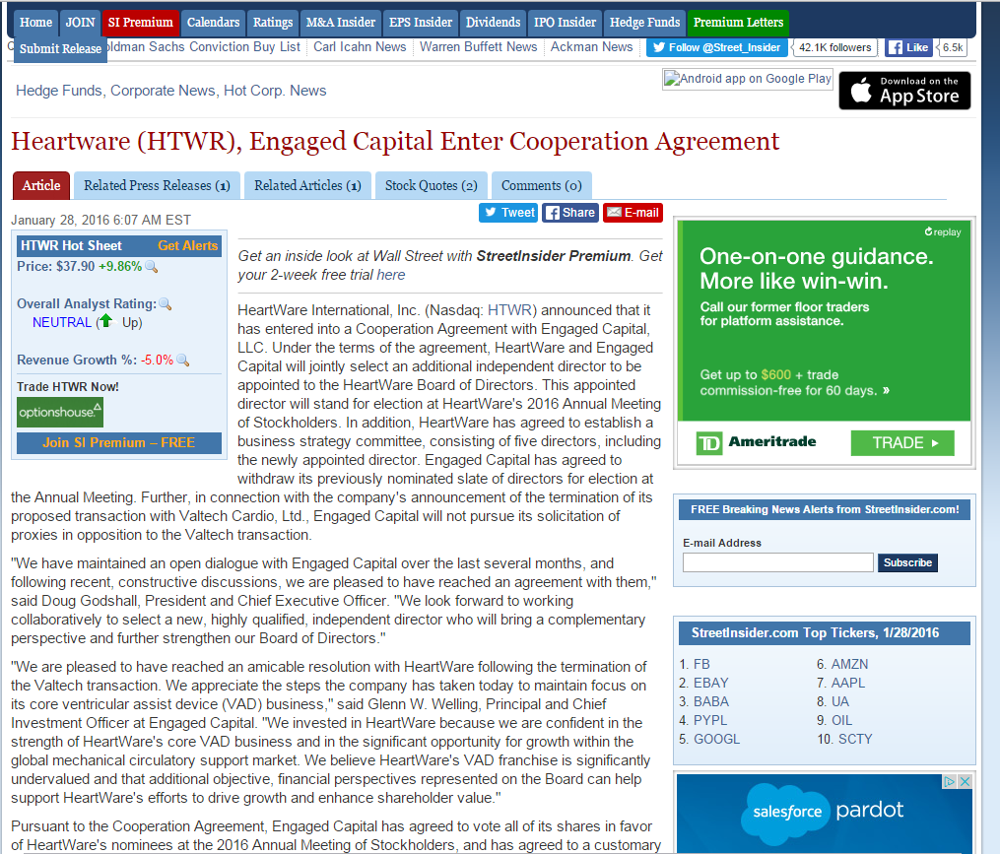 Home JOIN SI Premium Calendars Ratings M&A Insider EPS Insider Dividends IPO Insider Hedge Funds Premium Letters
Submit Release oldman Sachs Conviction Buy List Carl Icahn News Warren Buffett News Ackman News Follow @Street_Insider 42.1K followers Like 6.5k
Hedge Funds, Corporate News, Hot Corp. News
Android app on Google Play
Download on the
App Store
Heartware (HTWR), Engaged Capital Enter Cooperation Agreement
Article Related Press Releases (1) Related Articles (1) Stock Quotes (2) Comments (0)
January 28, 2016 6:07 AM EST
Tweet Share E-mail
HTWR Hot Sheet Get Alerts
Price: $37.90 +9.86%
Overall Analyst Rating:
NEUTRAL ( Up)
Revenue Growth %: -5.0%
Trade HTWR Now!
optionshouse.
Join SI Premium – FREE
Get an inside look at Wall Street with StreetInsider Premium. Get
your 2-week free trial here
HeartWare International, Inc. (Nasdaq: HTWR) announced that it
has entered into a Cooperation Agreement with Engaged Capital,
LLC. Under the terms of the agreement, HeartWare and Engaged
Capital will jointly select an additional independent director to be
appointed to the HeartWare Board of Directors. This appointed
director will stand for election at HeartWare's 2016 Annual Meeting
of Stockholders. In addition, HeartWare has agreed to establish a
business strategy committee, consisting of five directors, including
the newly appointed director. Engaged Capital has agreed to
withdraw its previously nominated slate of directors for election at
the Annual Meeting. Further, in connection with the company's announcement of the termination of its
proposed transaction with Valtech Cardio, Ltd., Engaged Capital will not pursue its solicitation of
proxies in opposition to the Valtech transaction.
"We have maintained an open dialogue with Engaged Capital over the last several months, and
following recent, constructive discussions, we are pleased to have reached an agreement with them,"
said Doug Godshall, President and Chief Executive Officer. "We look forward to working
collaboratively to select a new, highly qualified, independent director who will bring a complementary
perspective and further strengthen our Board of Directors."
"We are pleased to have reached an amicable resolution with HeartWare following the termination of
the Valtech transaction. We appreciate the steps the company has taken today to maintain focus on
its core ventricular assist device (VAD) business," said Glenn W. Welling, Principal and Chief
Investment Officer at Engaged Capital. "We invested in HeartWare because we are confident in the
strength of HeartWare's core VAD business and in the significant opportunity for growth within the
global mechanical circulatory support market. We believe HeartWare's VAD franchise is significantly
undervalued and that additional objective, financial perspectives represented on the Board can help
support HeartWare's efforts to drive growth and enhance shareholder value."
Pursuant to the Cooperation Agreement, Engaged Capital has agreed to vote all of its shares in favor
of HeartWare's nominees at the 2016 Annual Meeting of Stockholders, and has agreed to a customary
replay
One-on-one guidance.
More like win-win.
Call our former floor traders
for platform assistance.
Get up to $600 + trade
commission-free for 60 days. »
TD Ameritrade TRADE
FREE Breaking News Alerts from StreetInsider.com!
E-mail Address
Subscribe
StreetInsider.com Top Tickers, 1/28/2016
1. FB 6. AMZN
2. EBAY 7. AAPL
3. BABA 8. UA
4. PYPL 9. OIL
5. GOOGL 10. SCTY
salesforce pardot